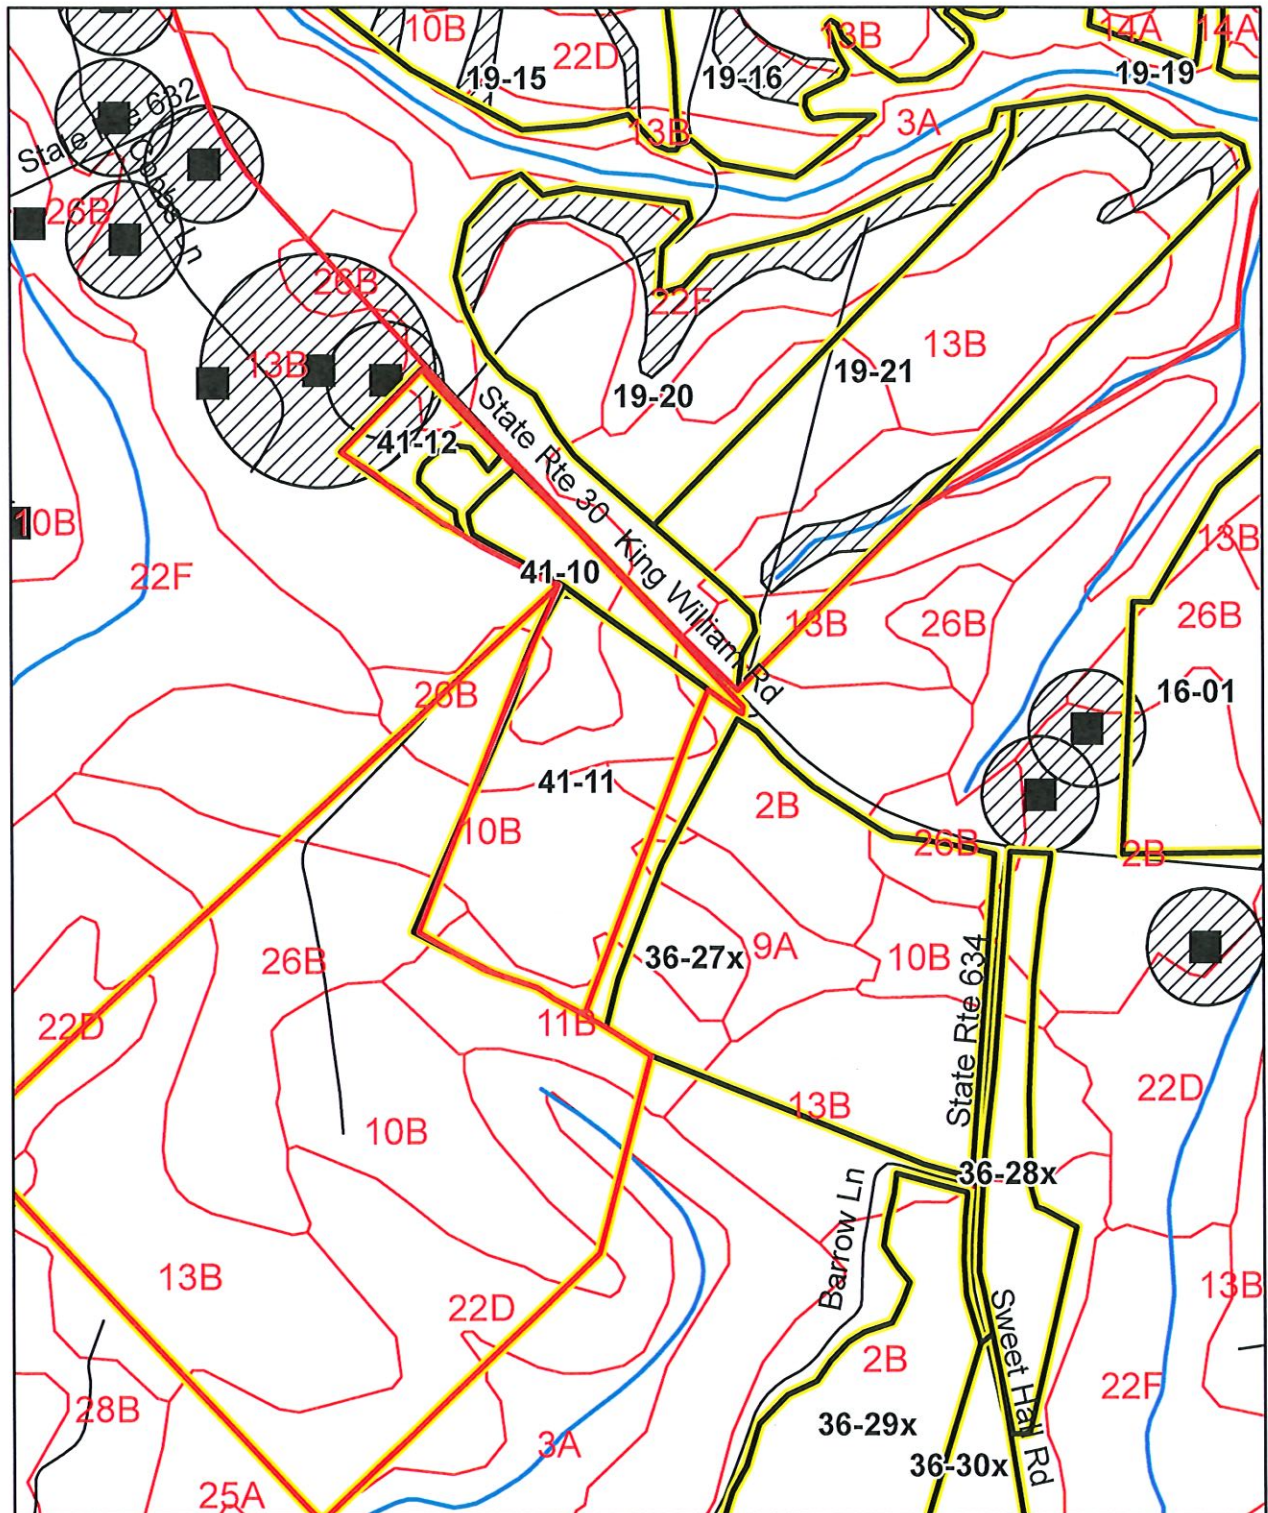 10B
22D
13B
14A
14A
19-15
19-16
19-19
State
632
13B
3A
26B
Ln
26B
22F
13B
13B
19-20
19-21
41-12
State Rte 30 King William Rd
10B
13B
22F
41-10
13B
26B
26B
26B
16-01
41-11
2B
10B
26B
2B
26B
36-27x
9A
10B
State Rte 634
22D
11B
22D
10B
13B
36-28x
Barrow Ln
13B
22D
13B
Sweet Hall Rd
2B
22F
28B
36-29x
3A
36-30x
25A